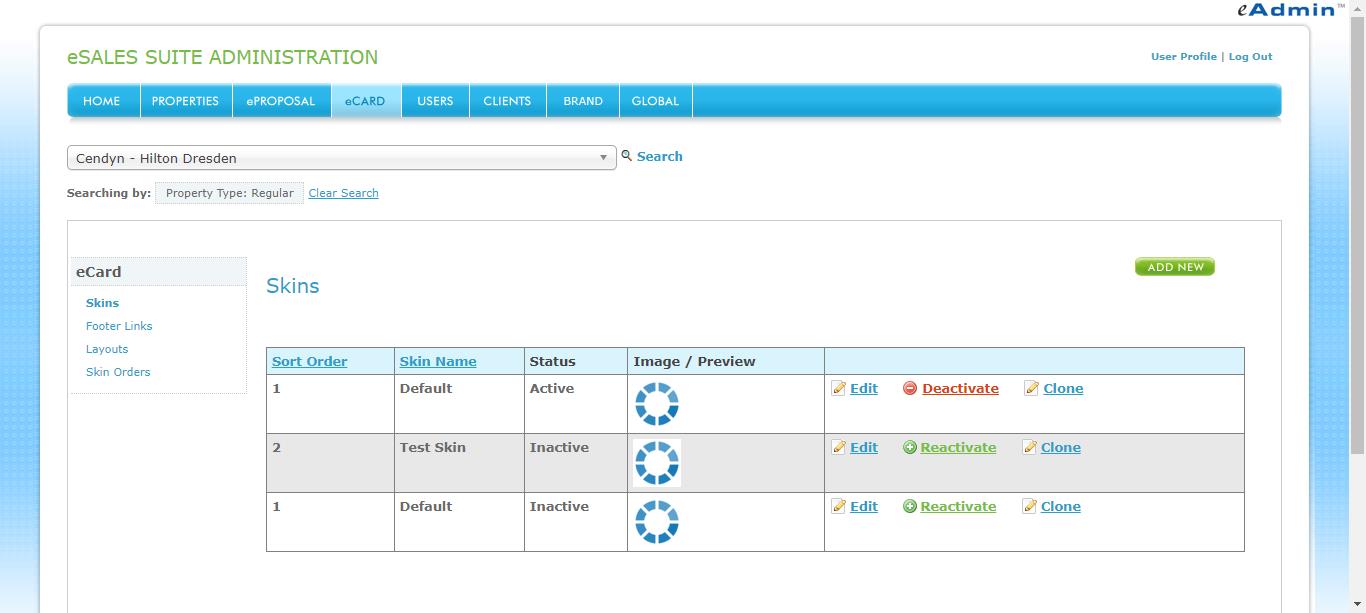 eAdmin™
eSALES SUITE ADMINISTRATION
User Profile | Log Out
HOME PROPERTIES ePROPOSAL eCARD USERS CLIENTS BRAND GLOBAL
Cendyn - Hilton Dresden
Search
Searching by: Property Type: Regular Clear Search
eCard
Skins
Footer Links
Layouts
Skin Orders
Skins
ADD NEW
Sort Order Skin Name Status Image / Preview
1 Default Active Edit Deactivate Clone
2 Test Skin Inactive Edit Reactivate Clone
1 Default Inactive Edit Reactivate Clone